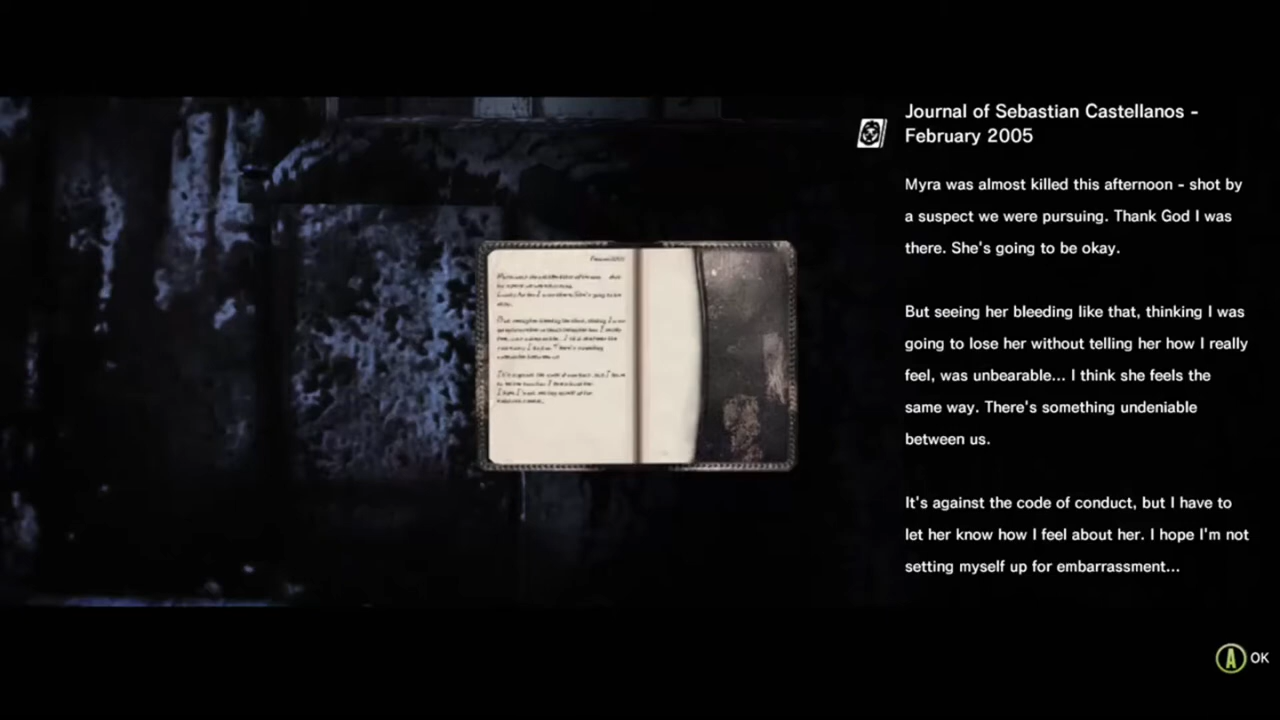 Journal of Sebastian Castellanos -
February 2005
Myra was almost killed this afternoon - shot by
a suspect we were pursuing. Thank God I was
there. She's going to be okay.
But seeing her bleeding like that, thinking I was
going to lose her without telling her how I really
feel, was unbearable... I think she feels the
same way. There's something undeniable
between us.
It's against the code of conduct, but I have to
let her know how I feel about her. I hope I'm not
setting myself up for embarrassment...
A OK